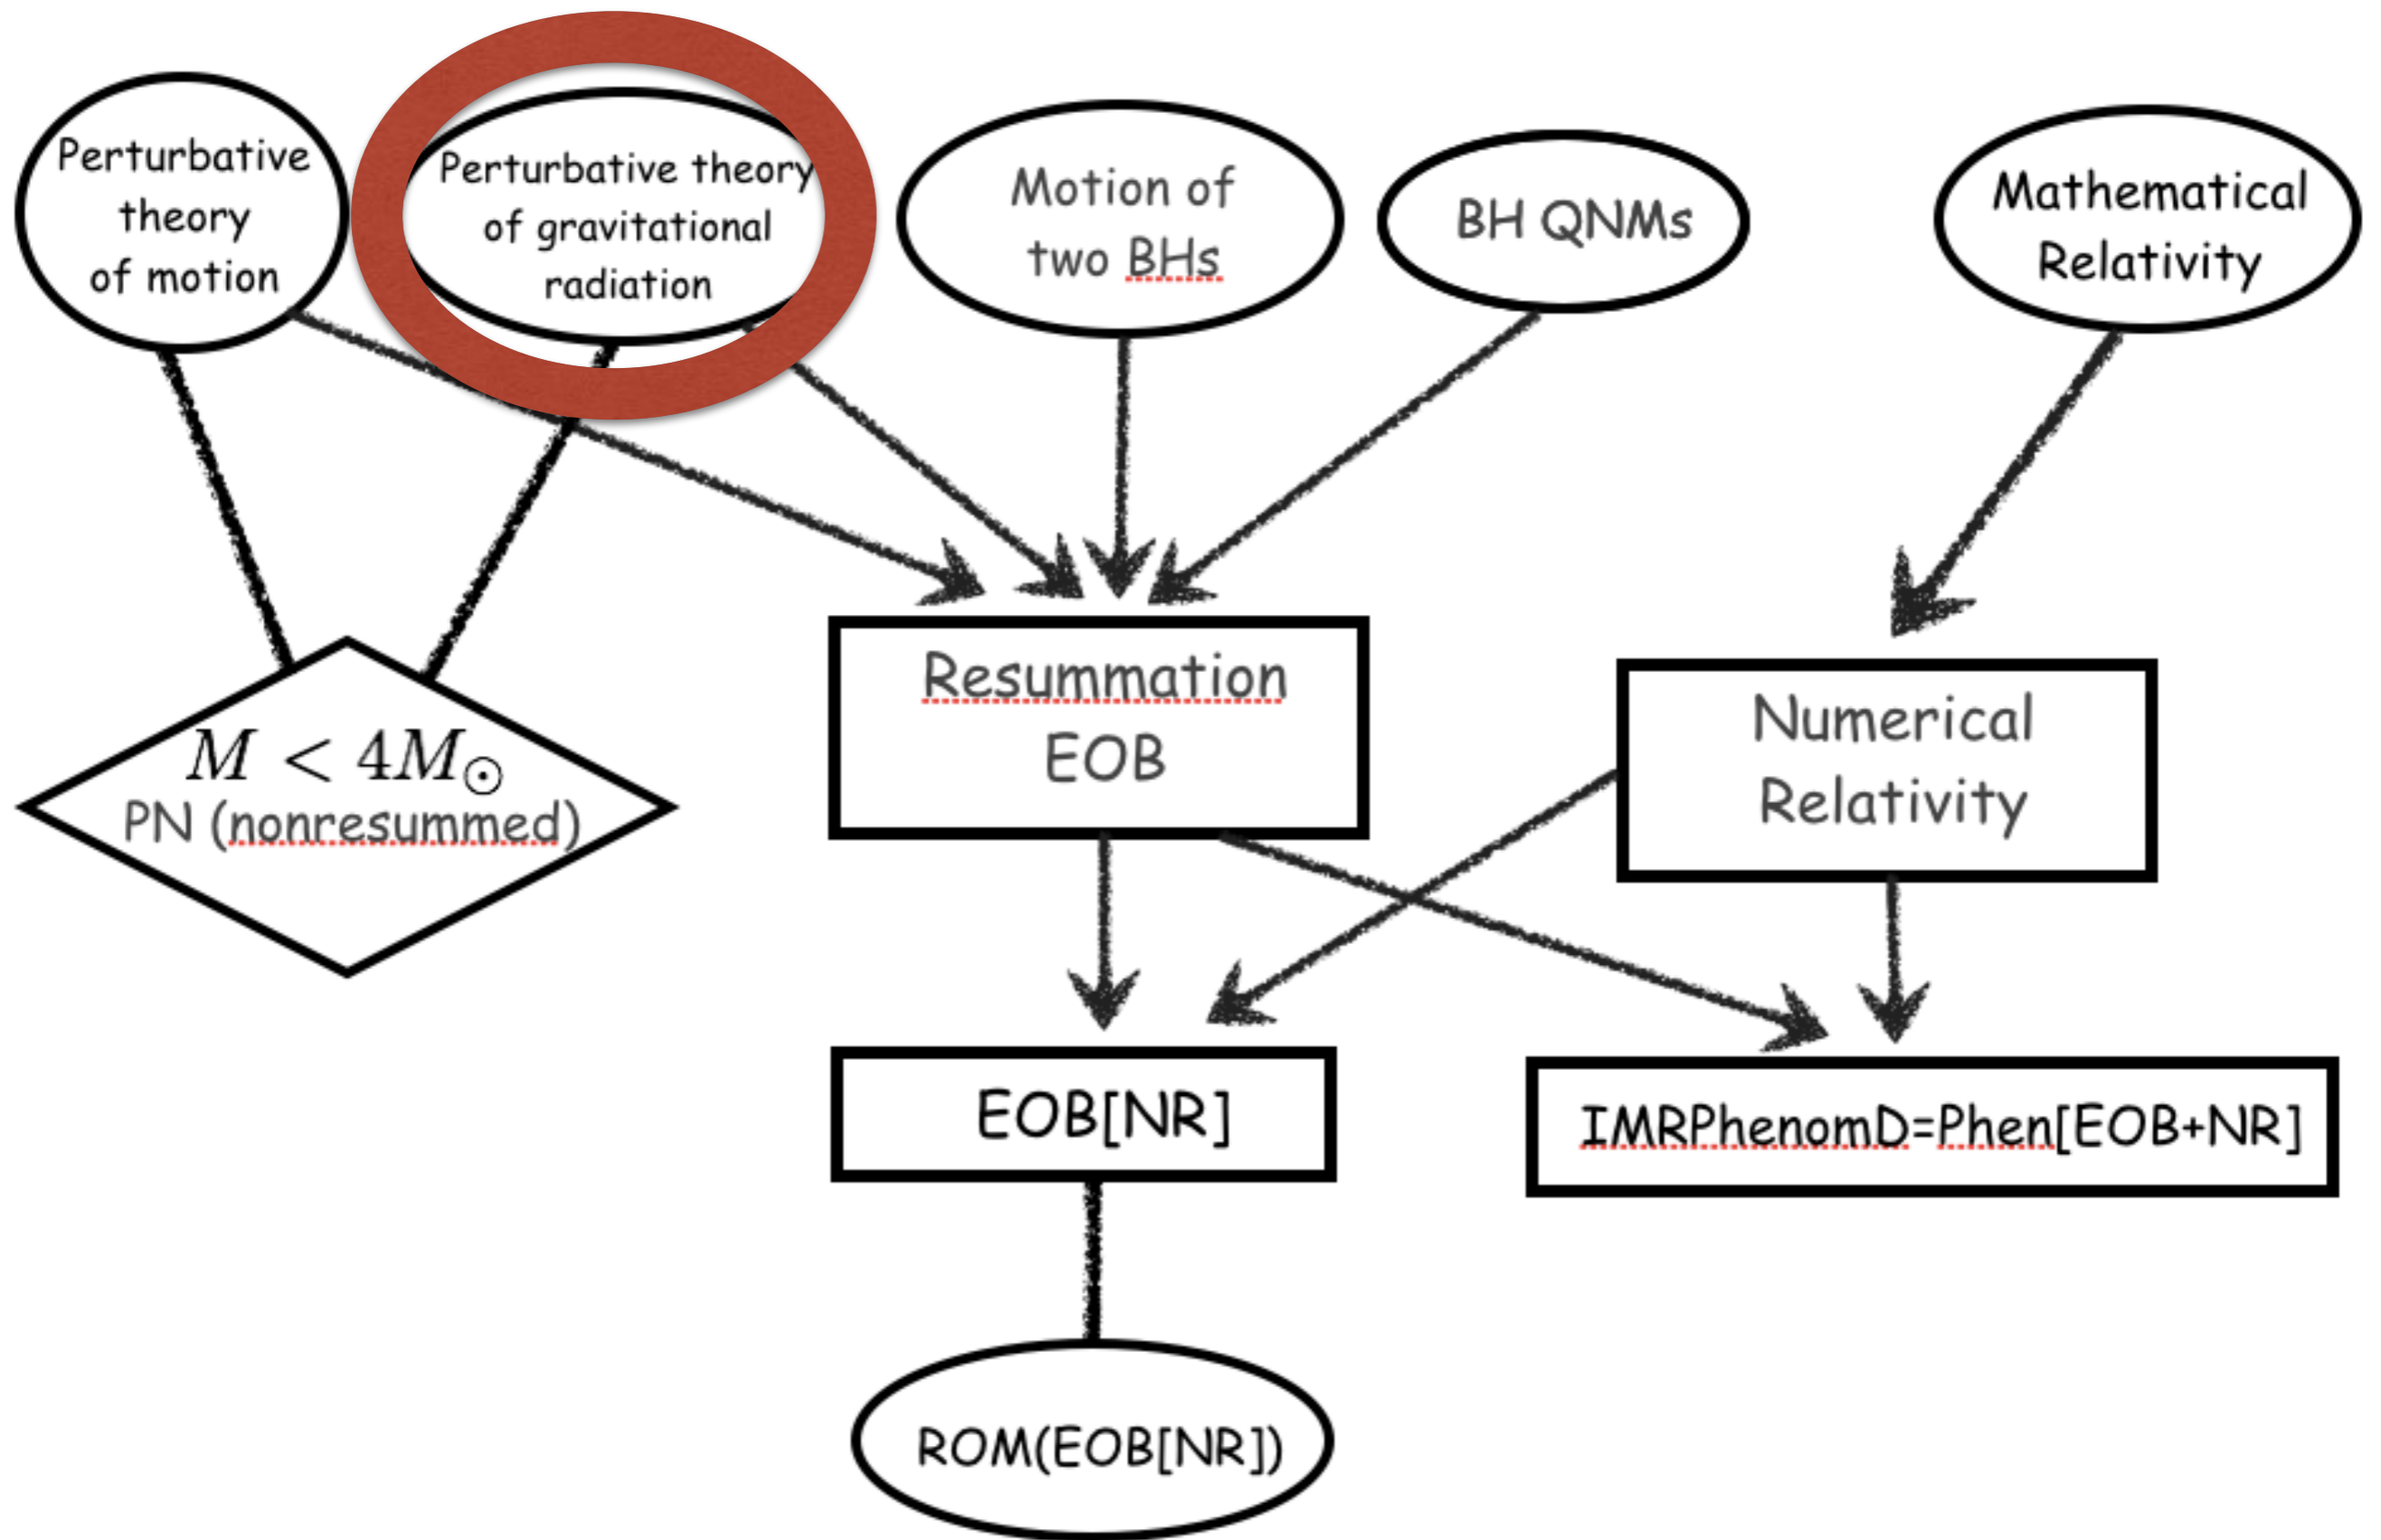 Perturbative
theory
of motion
Perturbative theory
of gravitational
radiation
Motion of
two BHs
BH QNMs
Mathematical
Relativity
M < 4M☉
PN (nonresummed)
Resummation
EOB
Numerical
Relativity
EOB[NR]
IMRPhenomD=Phen[EOB+NR]
ROM(EOB[NR])